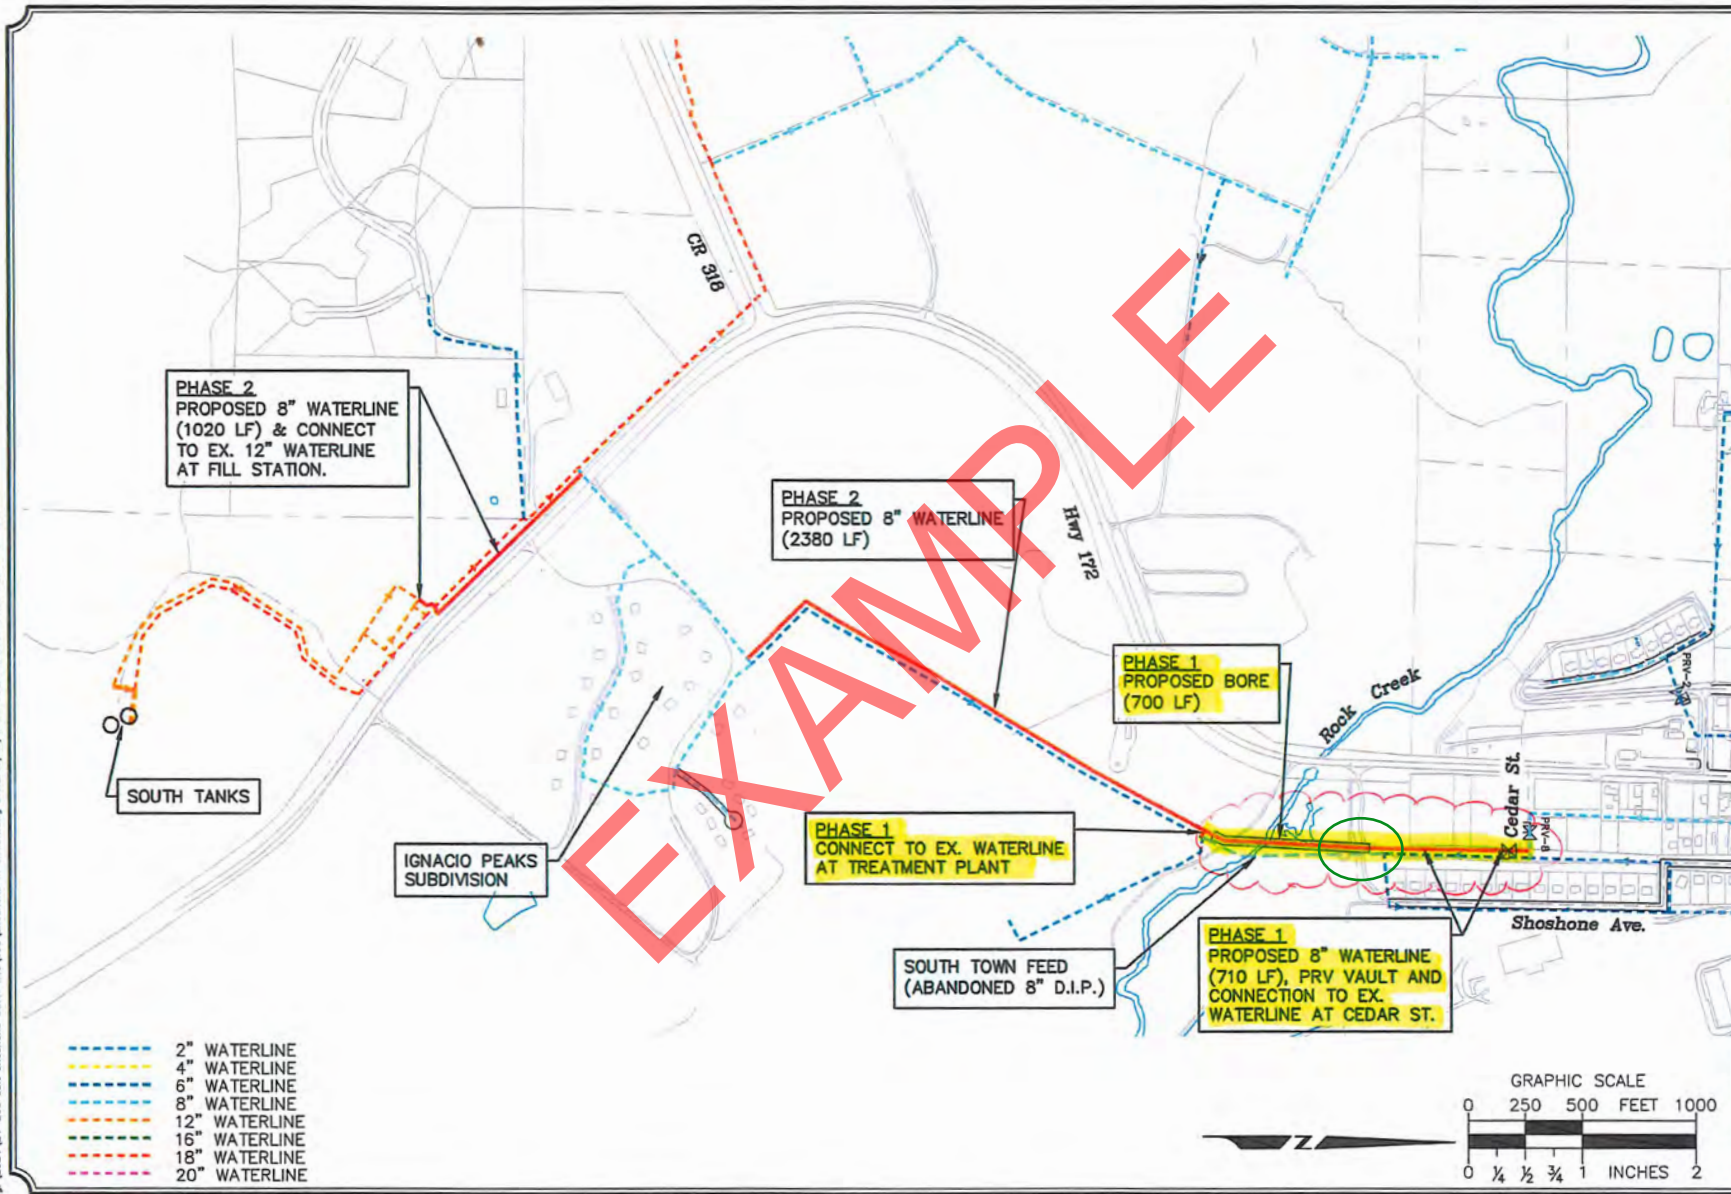 CR 318
PHASE 2
PROPOSED 8" WATERLINE
(1020 LF) & CONNECT
TO EX. 12" WATERLINE
AT FILL STATION.
PHASE 2
PROPOSED 8" WATERLINE
(2380 LF)
Hwy 172
EXAMPLE
PHASE 1
PROPOSED BORE
(700 LF)
Rock Creek
PRV-2
SOUTH TANKS
Cedar St.
PRV-8
PHASE 1
CONNECT TO EX. WATERLINE
AT TREATMENT PLANT
IGNACIO PEAKS
SUBDIVISION
Shoshone Ave.
SOUTH TOWN FEED
(ABANDONED 8" D.I.P.)
PHASE 1
PROPOSED 8" WATERLINE
(710 LF), PRV VAULT AND
CONNECTION TO EX.
WATERLINE AT CEDAR ST.
2" WATERLINE
4" WATERLINE
6" WATERLINE
8" WATERLINE
12" WATERLINE
16" WATERLINE
18" WATERLINE
20" WATERLINE
Z
GRAPHIC SCALE
0 250 500 FEET 1000
0 ¼ ½ ¾ 1 INCHES 2